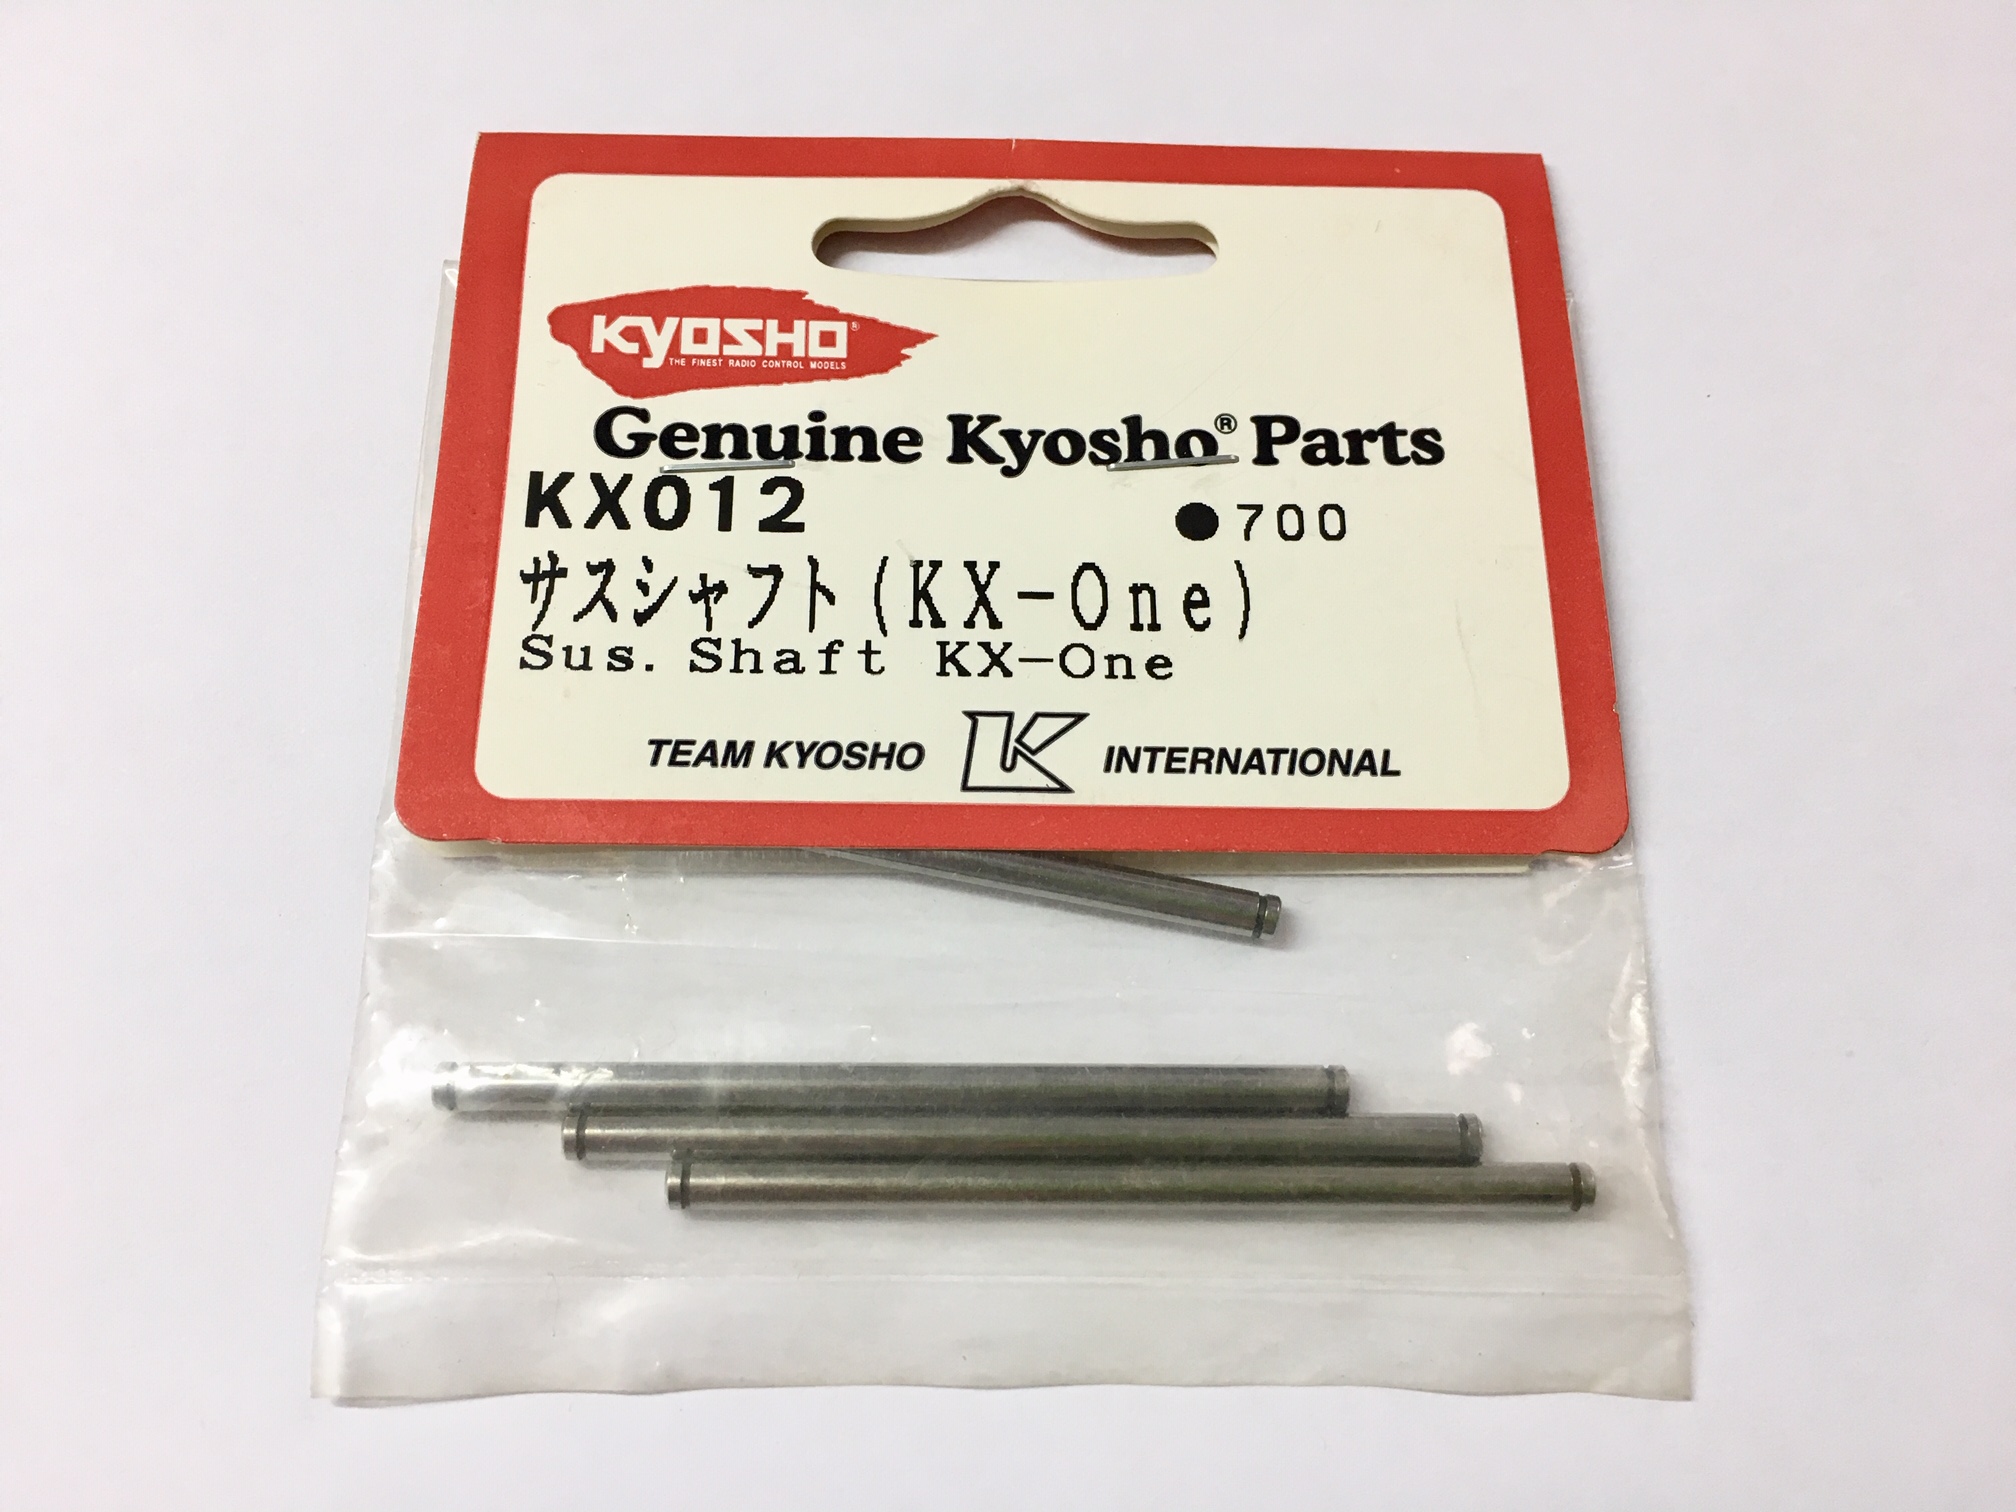 KYOSHO®
THE FINEST RADIO CONTROL MODELS
Genuine Kyosho® Parts
KX012 ●700
サスシャフト(KX-One)
Sus. Shaft KX-One
TEAM KYOSHO K INTERNATIONAL